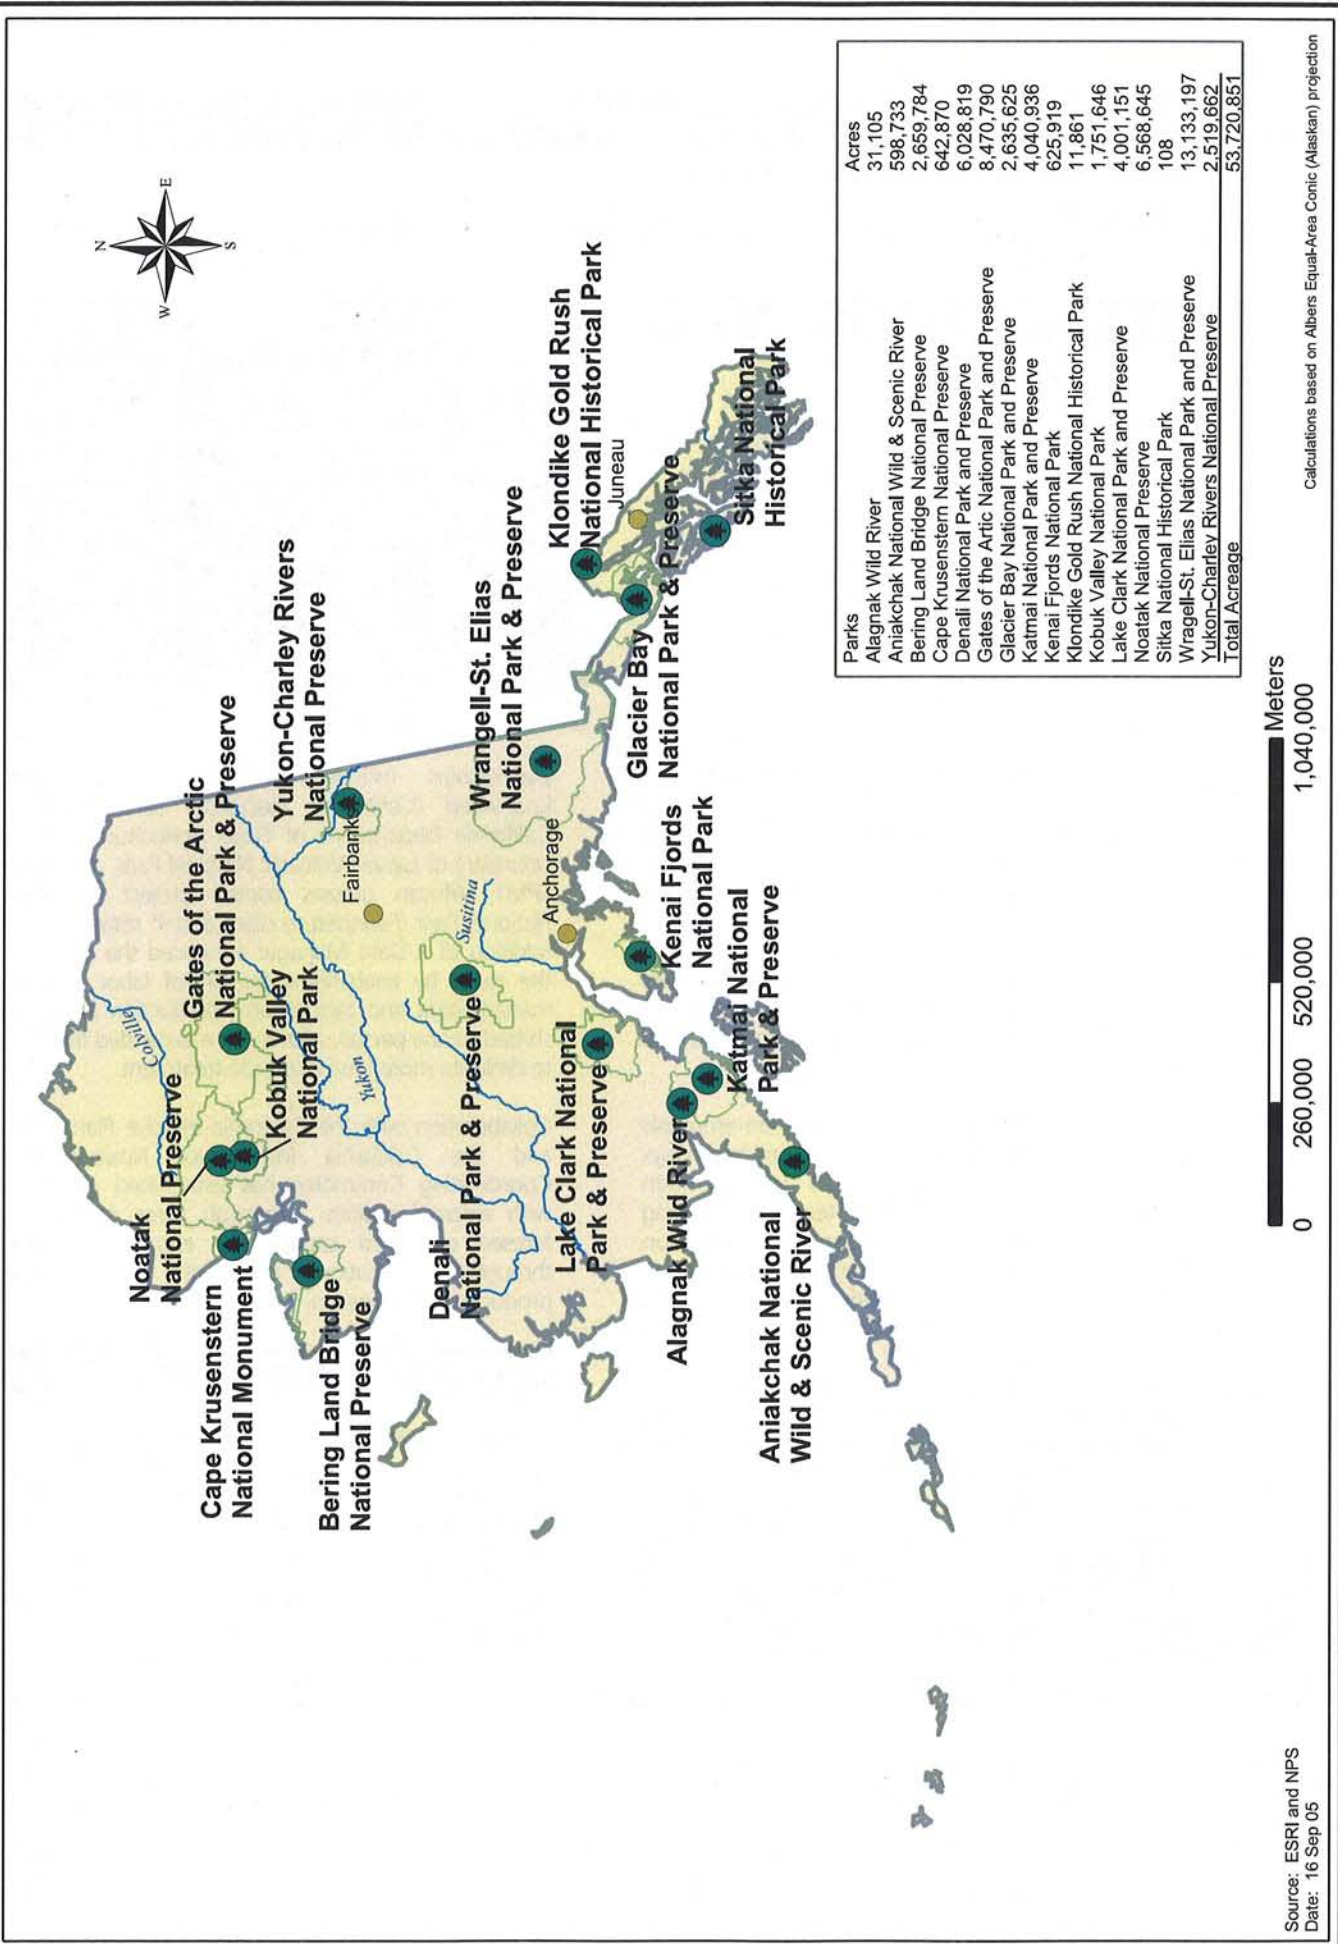 N
W
E
S
Noatak
National Preserve
Gates of the Arctic
National Park & Preserve
Colville
Cape Krusenstern
National Monument
Kobuk Valley
National Park
Yukon-Charley Rivers
National Preserve
Bering Land Bridge
National Preserve
Yukon
Fairbanks
Denali
National Park & Preserve
Susitina
Wrangell-St. Elias
National Park & Preserve
Anchorage
Klondike Gold Rush
National Historical Park
Juneau
Lake Clark National
Park & Preserve
Kenai Fjords
National Park
Glacier Bay
National Park & Preserve
Sitka National
Historical Park
Alagnak Wild River
Katmai National
Park & Preserve
Aniakchak National
Wild & Scenic River
Parks Acres
Alagnak Wild River 31,105
Aniakchak National Wild & Scenic River 598,733
Bering Land Bridge National Preserve 2,659,784
Cape Krusenstern National Preserve 642,870
Denali National Park and Preserve 6,028,819
Gates of the Artic National Park and Preserve 8,470,790
Glacier Bay National Park and Preserve 2,635,625
Katmai National Park and Preserve 4,040,936
Kenai Fjords National Park 625,919
Klondike Gold Rush National Historical Park 11,861
Kobuk Valley National Park 1,751,646
Lake Clark National Park and Preserve 4,001,151
Noatak National Preserve 6,568,645
Sitka National Historical Park 108
Wragell-St. Elias National Park and Preserve 13,133,197
Yukon-Charley Rivers National Preserve 2,519,662
Total Acreage 53,720,851
0 260,000 520,000 1,040,000
Meters
Source: ESRI and NPS
Date: 16 Sep 05
Calculations based on Albers Equal-Area Conic (Alaskan) projection